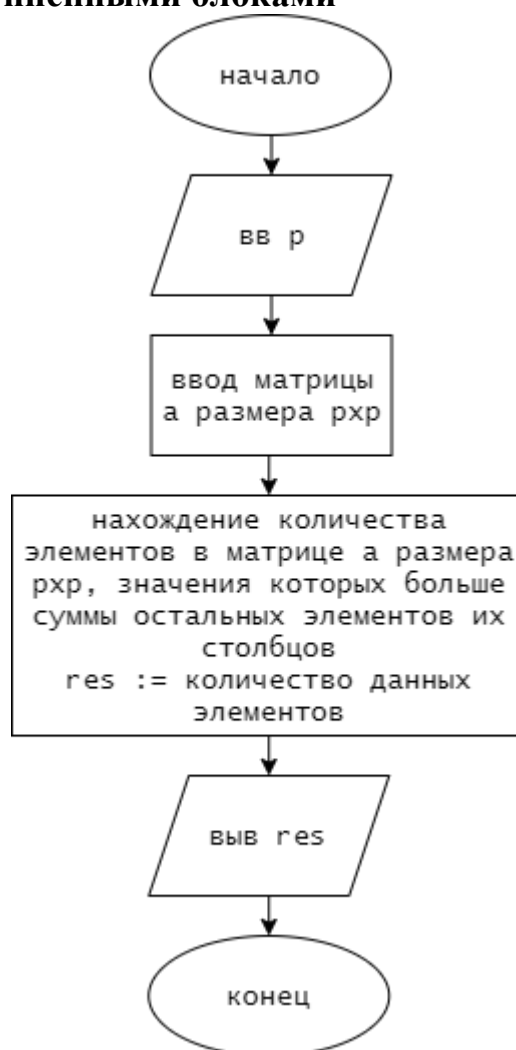 блоками
начало
вв p
ввод матрицы
а размера pxp
нахождение количества
элементов в матрице а размера
pxp, значения которых больше
суммы остальных элементов их
столбцов
res := количество данных
элементов
выв res
конец